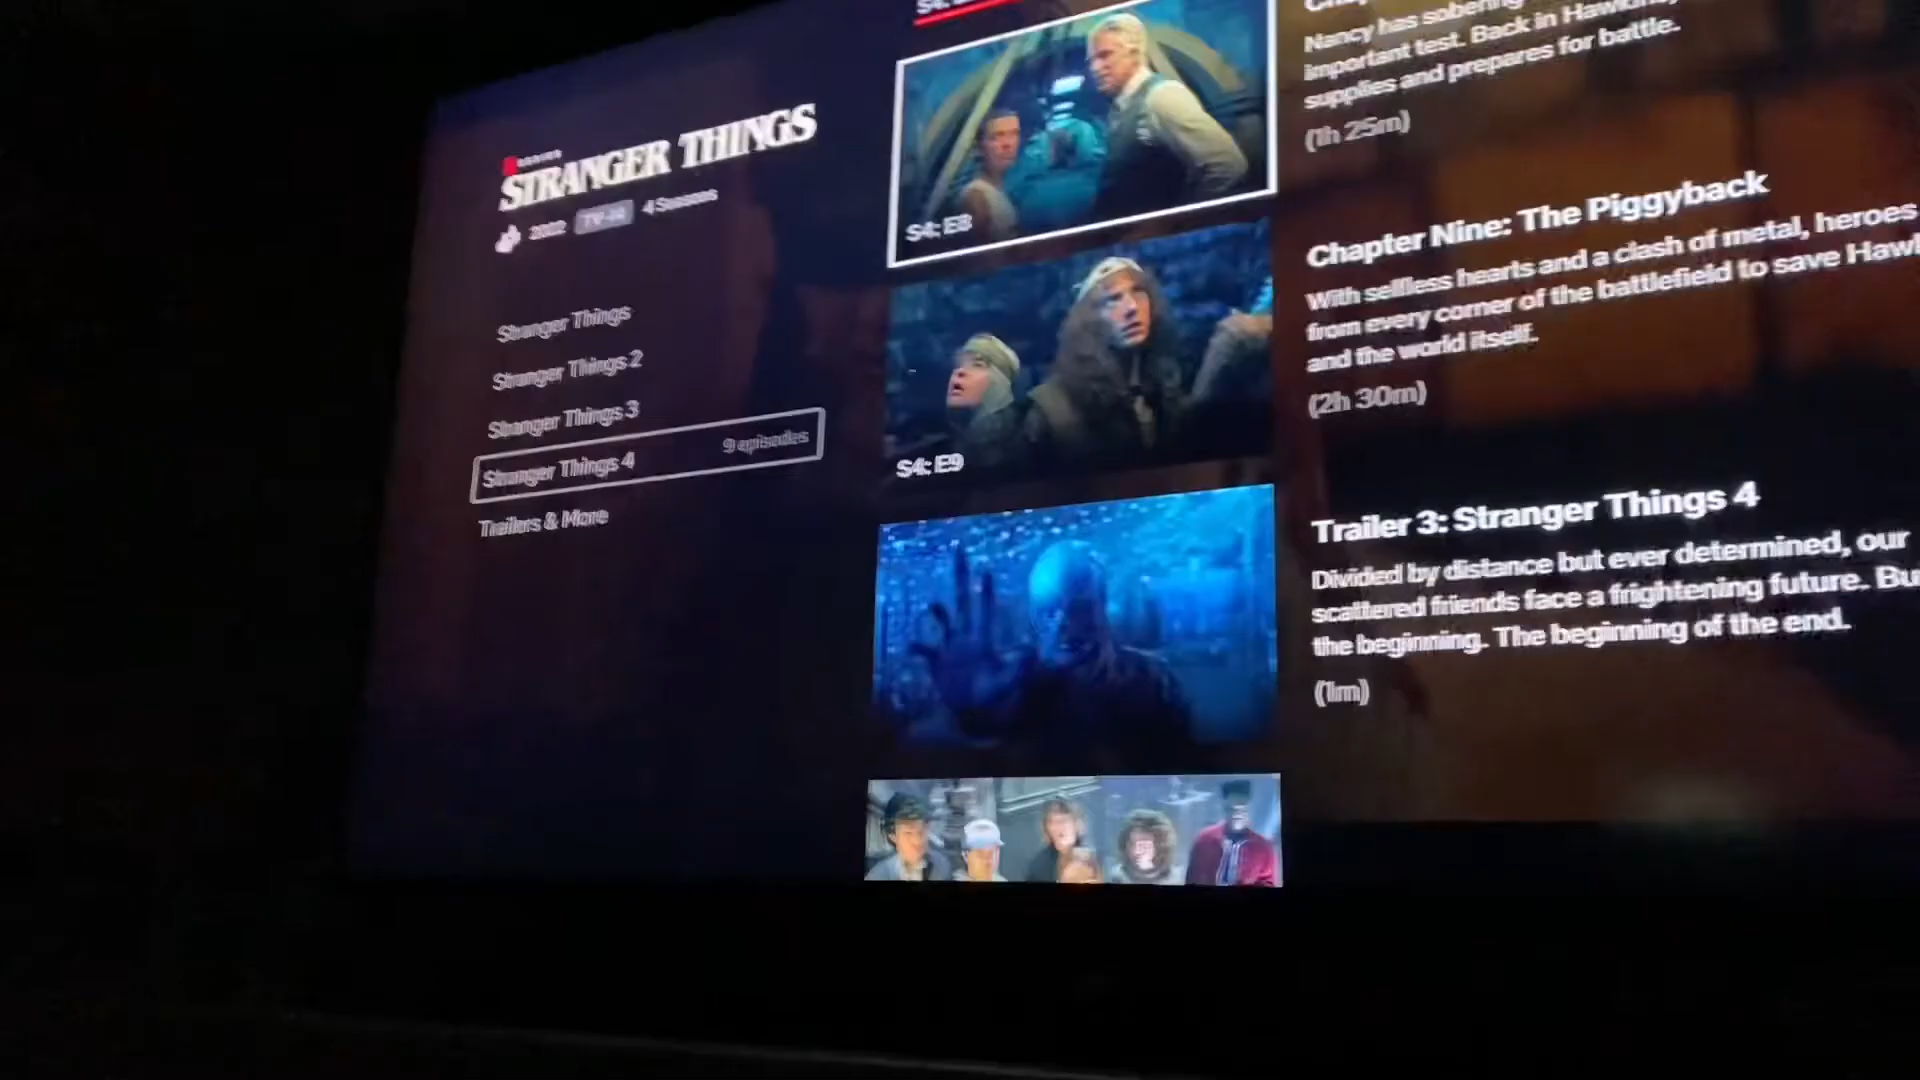 SERIES
STRANGER THINGS
2022 TV-14 4 Seasons
Stranger Things
Stranger Things 2
Stranger Things 3
Stranger Things 4 9 episodes
Trailers & More
S4: E8
S4: E9
Nancy has sobering
important test. Back in Hawkins,
supplies and prepares for battle.
(1h 25m)
Chapter Nine: The Piggyback
With selfless hearts and a clash of metal, heroes
from every corner of the battlefield to save Hawk
and the world itself.
(2h 30m)
Trailer 3: Stranger Things 4
Divided by distance but ever determined, our
scattered friends face a frightening future. Bu
the beginning. The beginning of the end.
(1m)